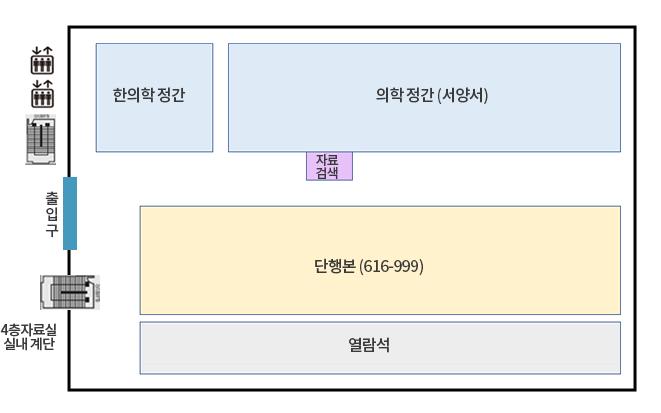 한의학 정간
의학 정간 (서양서)
자료
검색
출
입
구
단행본 (616-999)
4층자료실
실내 계단
열람석